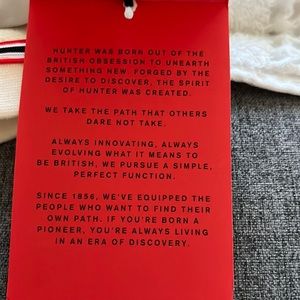 HUNTER WAS BORN OUT OF THE
BRITISH OBSESSION TO UNEARTH
SOMETHING NEW. FORGED BY THE
DESIRE TO DISCOVER, THE SPIRIT
OF HUNTER WAS CREATED.
WE TAKE THE PATH THAT OTHERS
DARE NOT TAKE.
ALWAYS INNOVATING, ALWAYS
EVOLVING WHAT IT MEANS TO
BE BRITISH, WE PURSUE A SIMPLE,
PERFECT FUNCTION.
SINCE 1856, WE'VE EQUIPPED THE
PEOPLE WHO WANT TO FIND THEIR
OWN PATH. IF YOU'RE BORN A
PIONEER, YOU'RE ALWAYS LIVING
IN AN ERA OF DISCOVERY.